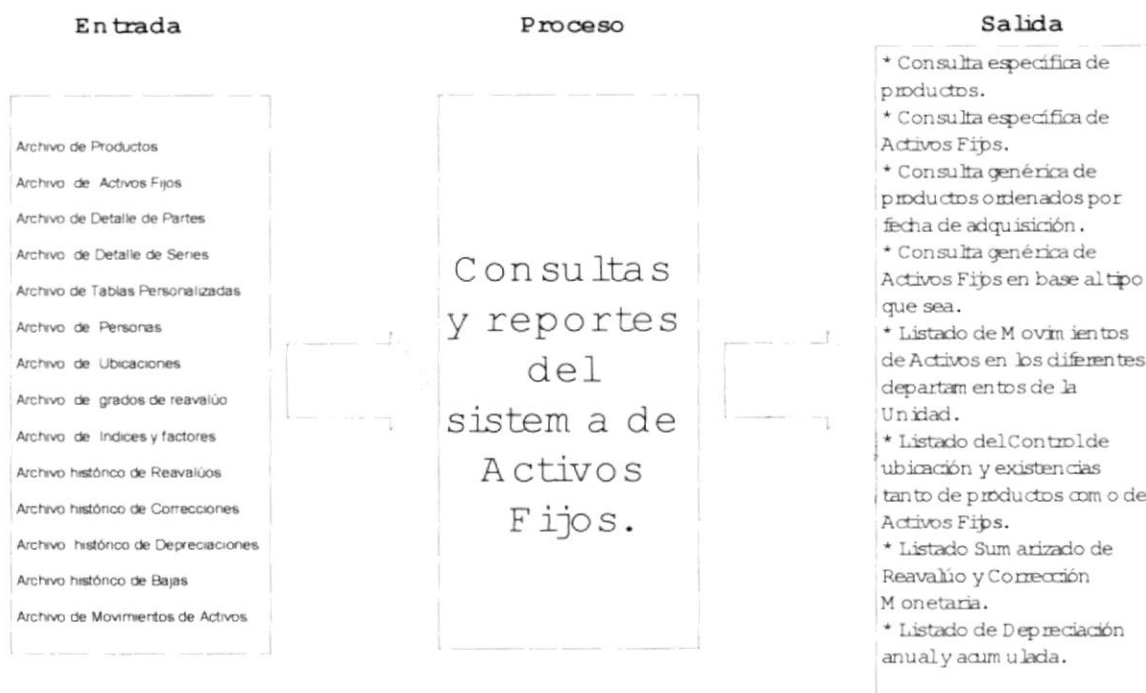 Entrada
Proceso
Salida
Archivo de Productos
Archivo de Activos Fijos
Archivo de Detalle de Partes
Archivo de Detalle de Series
Archivo de Tablas Personalizadas
Archivo de Personas
Archivo de Ubicaciones
Archivo de grados de reavalúo
Archivo de Indices y factores
Archivo histórico de Reavalúos
Archivo histórico de Correcciones
Archivo histórico de Depreciaciones
Archivo histórico de Bajas
Archivo de Movimientos de Activos
Consultas
y reportes
del
sistema de
Activos
Fijos.
* Consulta específica de
productos.
* Consulta específica de
Activos Fijos.
* Consulta genérica de
productos ordenados por
fecha de adquisición.
* Consulta genérica de
Activos Fijos en base al tipo
que sea.
* Listado de Movimientos
de Activos en los diferentes
departamentos de la
Unidad.
* Listado del Control de
ubicación y existencias
tanto de productos como de
Activos Fijos.
* Listado Sumarizado de
Reavalúo y Corrección
Monetaria.
* Listado de Depreciación
anual y acumulada.